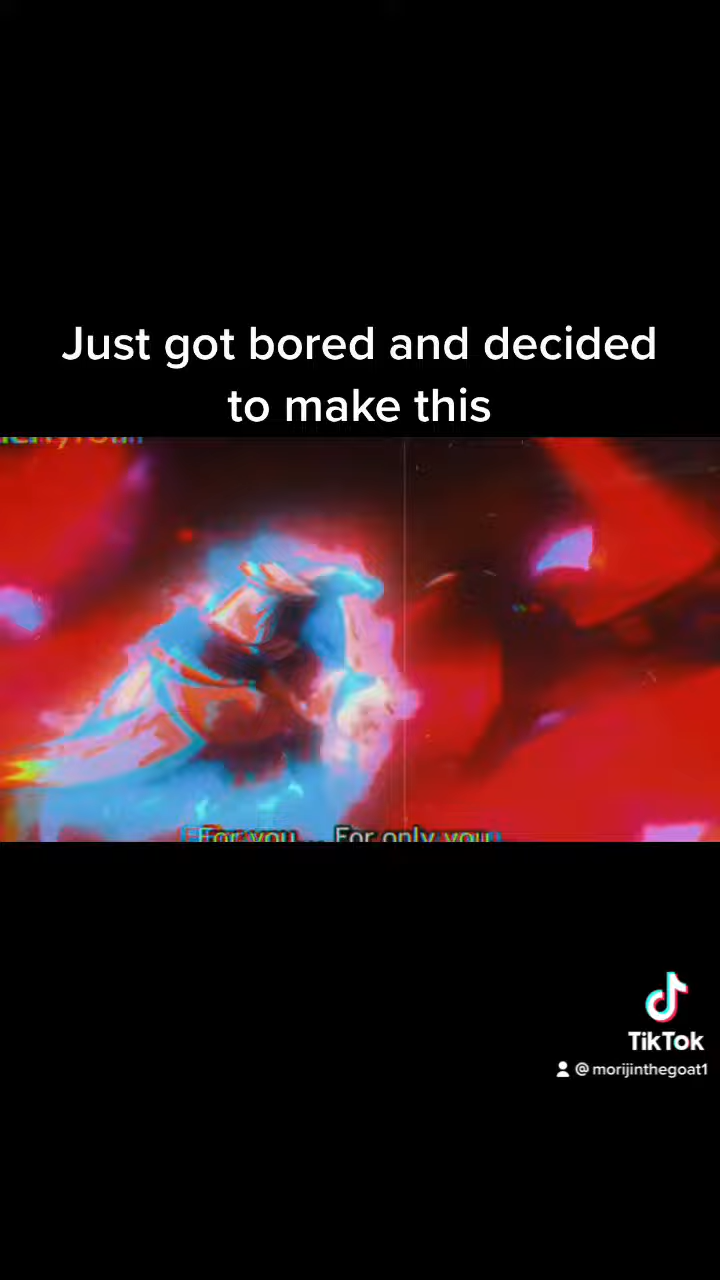 Just got bored and decided
to make this
For you... For only you
TikTok
@morijinthegoat1